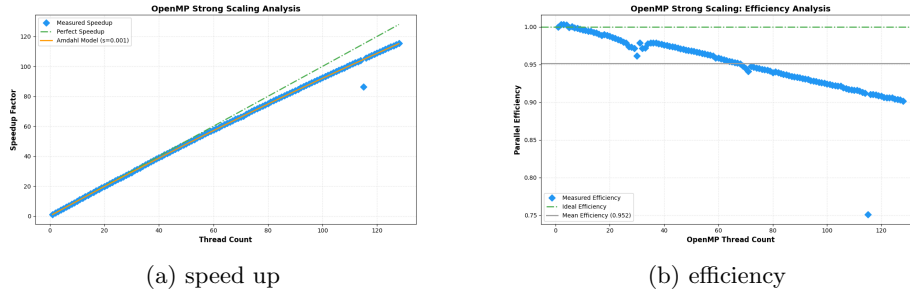 OpenMP Strong Scaling Analysis
Measured Speedup
Perfect Speedup
Amdahl Model (s=0.001)
Speedup Factor
120
100
80
60
40
20
0
0 20 40 60 80 100 120
Thread Count
(a) speed up
OpenMP Strong Scaling: Efficiency Analysis
Parallel Efficiency
1.00
0.95
0.90
0.85
0.80
0.75
Measured Efficiency
Ideal Efficiency
Mean Efficiency (0.952)
0 20 40 60 80 100 120
OpenMP Thread Count
(b) efficiency